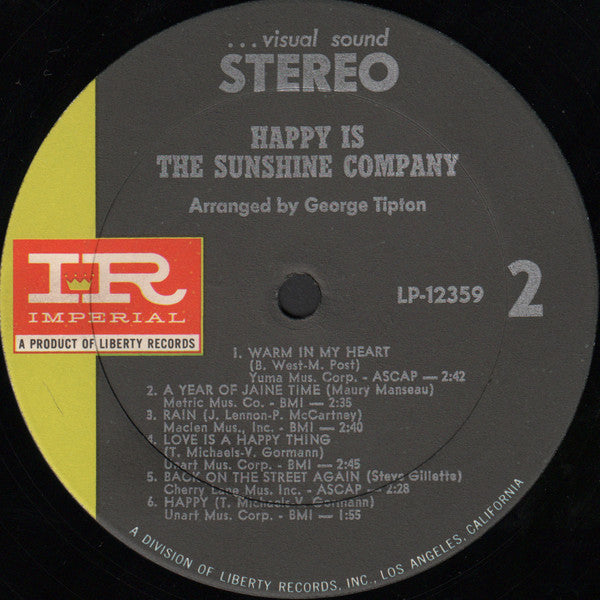 ...visual sound
STEREO
HAPPY IS
THE SUNSHINE COMPANY
Arranged by George Tipton
IR
IMPERIAL
A PRODUCT OF LIBERTY RECORDS
LP-12359
2
1. WARM IN MY HEART
(B. West-M. Post)
Yuma Mus. Corp. - ASCAP — 2:42
2. A YEAR OF JAINE TIME (Maury Manseau)
Metric Mus. Co. - BMI — 2:35
3. RAIN (J. Lennon-P. McCartney)
Maclen Mus., Inc. - BMI — 2:40
4. LOVE IS A HAPPY THING
(T. Michaels-V. Gormann)
Unart Mus. Corp. - BMI — 2:45
5. BACK ON THE STREET AGAIN (Steve Gillette)
Cherry Lane Mus. Inc. - ASCAP — 2:28
6. HAPPY (T. Michaels-V. Gormann)
Unart Mus. Corp. - BMI — 1:55
A DIVISION OF LIBERTY RECORDS, INC., LOS ANGELES, CALIFORNIA